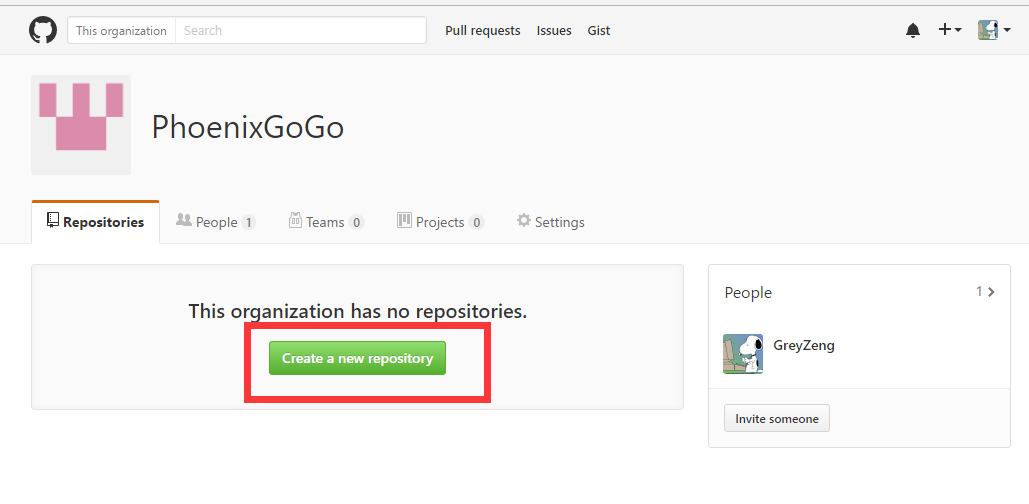 This organization Search Pull requests Issues Gist
PhoenixGoGo
Repositories People 1 Teams 0 Projects 0 Settings
This organization has no repositories.
Create a new repository
People 1
GreyZeng
Invite someone